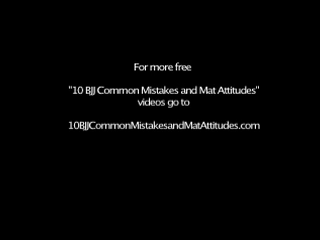 For more free
"10 BJJ Common Mistakes and Mat Attitudes"
videos go to
10BJJCommonMistakesandMatAttitudes.com